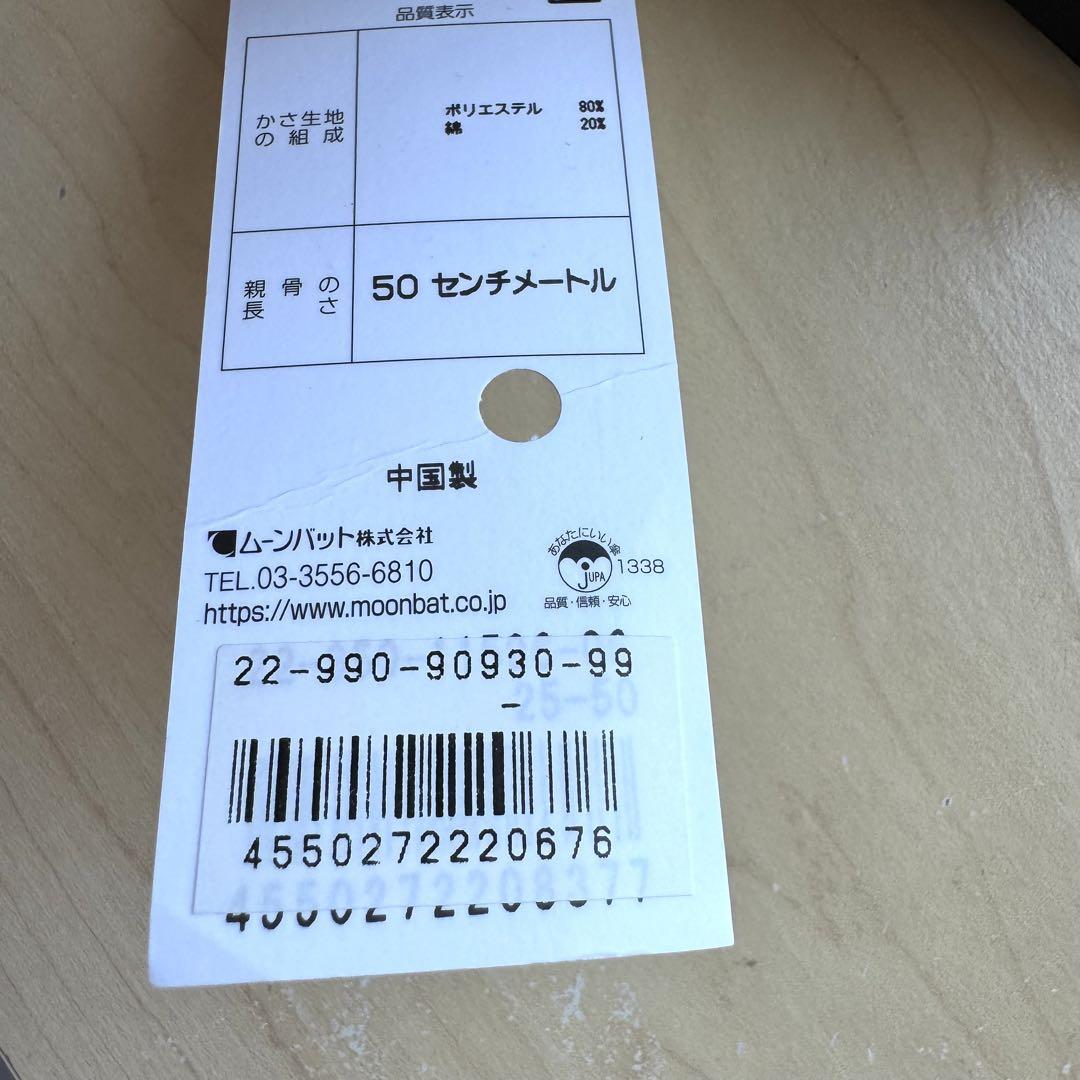 品質表示
かさ生地
の組成
ポリエステル 80%
綿 20%
親骨の
長さ
50 センチメートル
中国製
ムーンバット株式会社
TEL.03-3556-6810
https://www.moonbat.co.jp
あなたにいい傘
JUPA
1338
品質・信頼・安心
22-990-90930-99
-
25-50
4550272220676
4550272208377